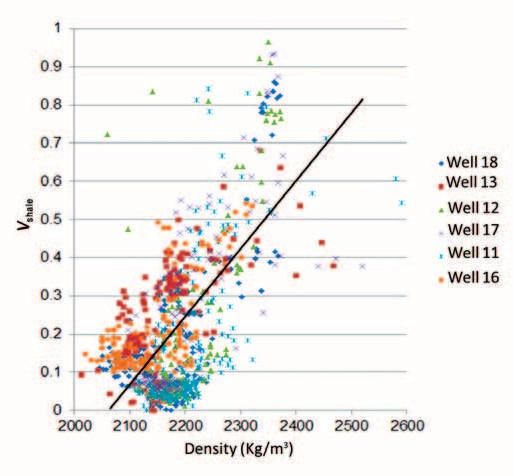 1
0.9
0.8
0.7
0.6
0.5
0.4
0.3
0.2
0.1
0
Vshale
2000 2100 2200 2300 2400 2500 2600
Density (Kg/m³)
Well 18
Well 13
Well 12
Well 17
Well 11
Well 16